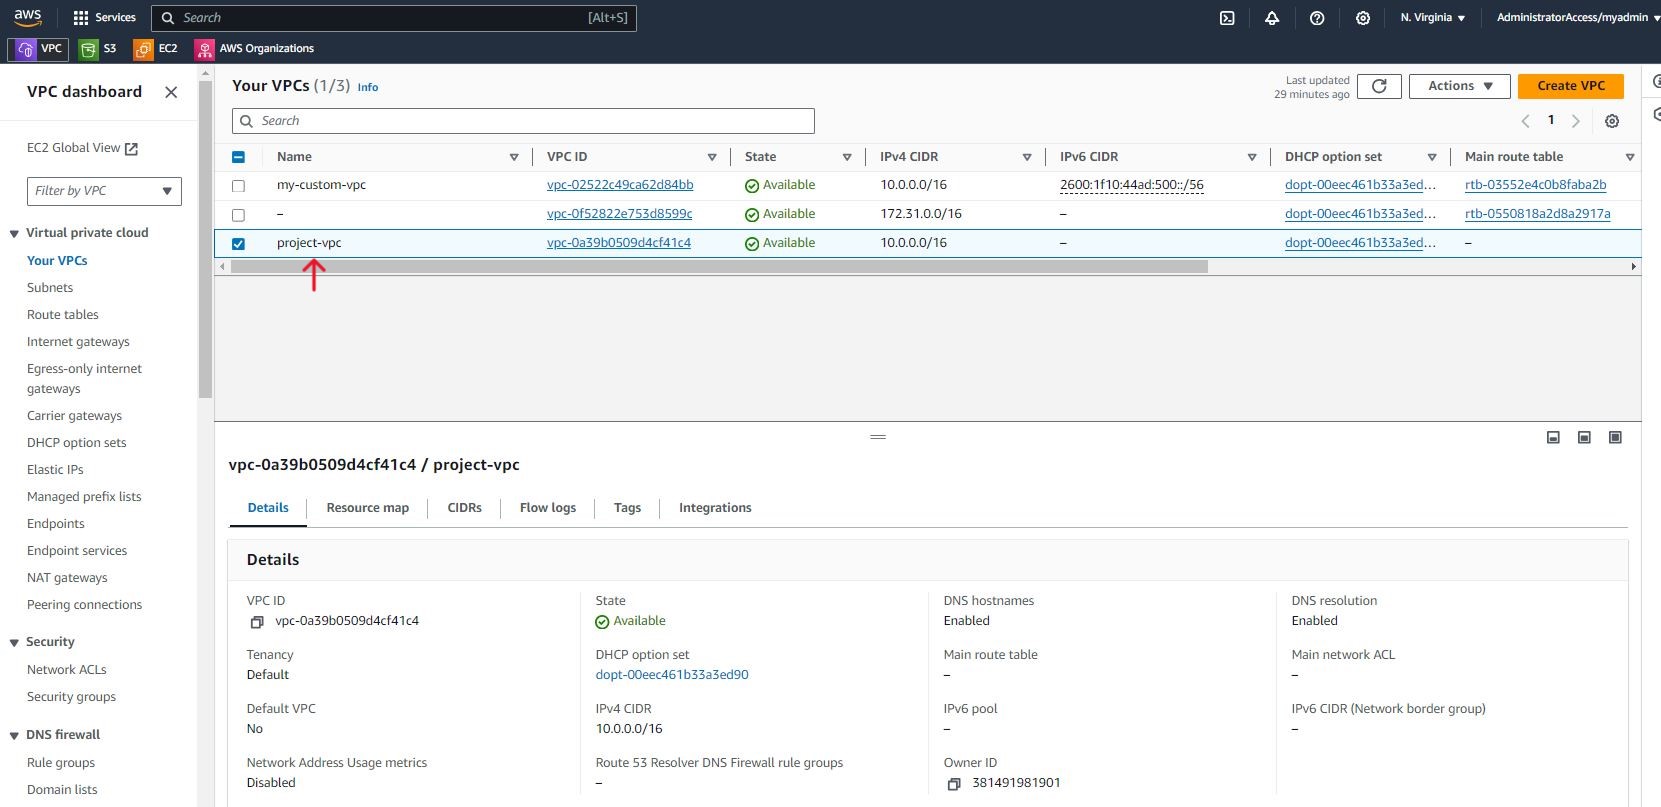 aws Services Search [Alt+S] N. Virginia AdministratorAccess/myadmin
VPC S3 EC2 AWS Organizations
VPC dashboard
EC2 Global View
Filter by VPC
Virtual private cloud
Your VPCs
Subnets
Route tables
Internet gateways
Egress-only internet
gateways
Carrier gateways
DHCP option sets
Elastic IPs
Managed prefix lists
Endpoints
Endpoint services
NAT gateways
Peering connections
Security
Network ACLs
Security groups
DNS firewall
Rule groups
Domain lists
Your VPCs (1/3) Info
Last updated
29 minutes ago
Actions
Create VPC
Search
1
Name VPC ID State IPv4 CIDR IPv6 CIDR DHCP option set Main route table
my-custom-vpc vpc-02522c49ca62d84bb Available 10.0.0.0/16 2600:1f10:44ad:500::/56 dopt-00eec461b33a3ed... rtb-03552e4c0b8faba2b
– vpc-0f52822e753d8599c Available 172.31.0.0/16 – dopt-00eec461b33a3ed... rtb-0550818a2d8a2917a
project-vpc vpc-0a39b0509d4cf41c4 Available 10.0.0.0/16 – dopt-00eec461b33a3ed... –
vpc-0a39b0509d4cf41c4 / project-vpc
Details Resource map CIDRs Flow logs Tags Integrations
Details
VPC ID
vpc-0a39b0509d4cf41c4
State
Available
DNS hostnames
Enabled
DNS resolution
Enabled
Tenancy
Default
DHCP option set
dopt-00eec461b33a3ed90
Main route table
–
Main network ACL
–
Default VPC
No
IPv4 CIDR
10.0.0.0/16
IPv6 pool
–
IPv6 CIDR (Network border group)
–
Network Address Usage metrics
Disabled
Route 53 Resolver DNS Firewall rule groups
–
Owner ID
381491981901